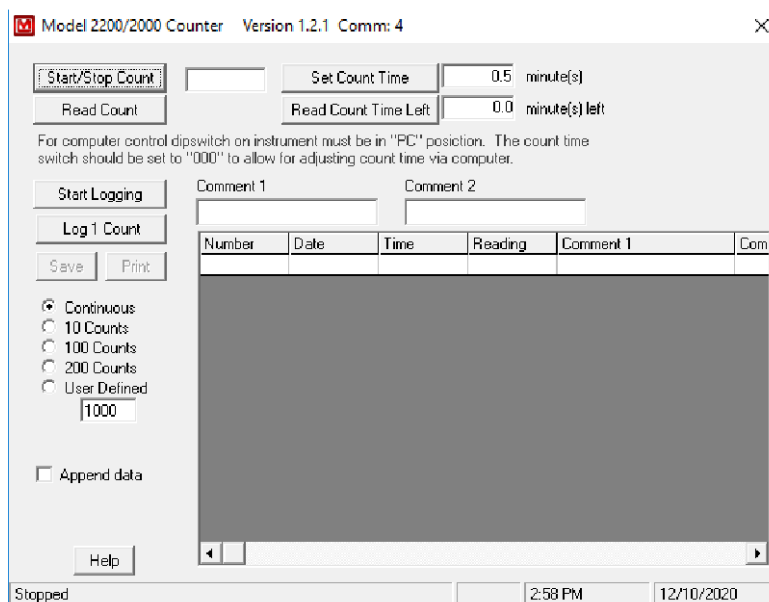 Model 2200/2000 Counter Version 1.2.1 Comm: 4
Start/Stop Count Set Count Time 0.5 minute(s)
Read Count Read Count Time Left 0.0 minute(s) left
For computer control dipswitch on instrument must be in "PC" posiction. The count time
switch should be set to "000" to allow for adjusting count time via computer.
Start Logging
Comment 1 Comment 2
Log 1 Count
Number Date Time Reading Comment 1 Com
Save Print
Continuous
10 Counts
100 Counts
200 Counts
User Defined
1000
Append data
Help
Stopped 2:58 PM 12/10/2020